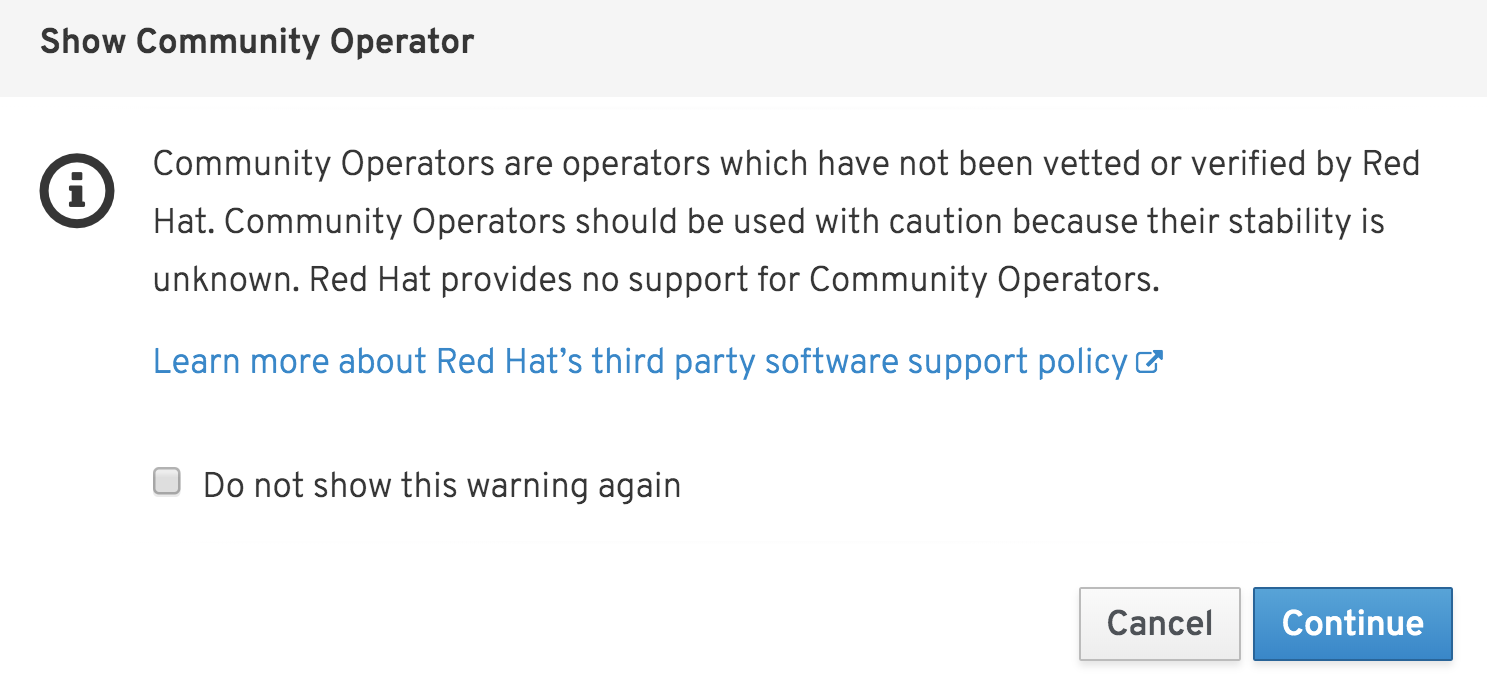 Show Community Operator
Community Operators are operators which have not been vetted or verified by Red
Hat. Community Operators should be used with caution because their stability is
unknown. Red Hat provides no support for Community Operators.
Learn more about Red Hat’s third party software support policy
Do not show this warning again
Cancel
Continue